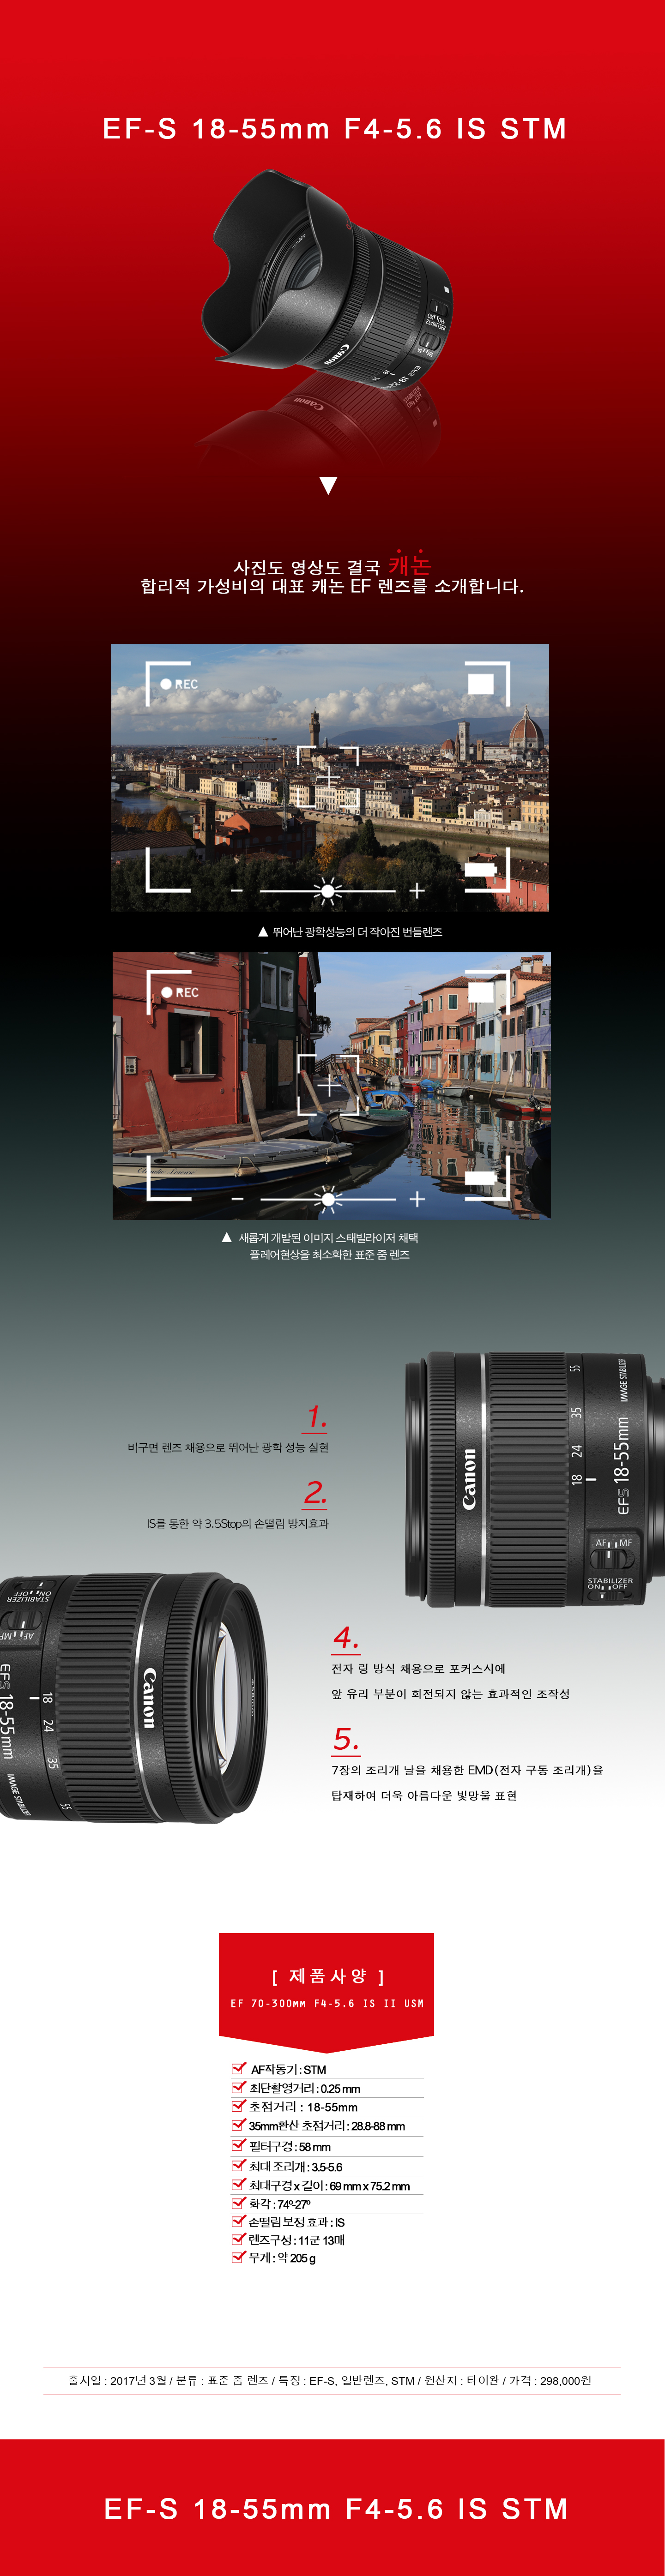 EF-S 18-55mm F4-5.6 IS STM
Canon
사진도 영상도 결국 캐논
합리적 가성비의 대표 캐논 EF 렌즈를 소개합니다.
REC
▲ 뛰어난 광학성능의 더 작아진 번들렌즈
REC
▲ 새롭게 개발된 이미지 스태빌라이저 채택
플레어현상을 최소화한 표준 줌 렌즈
1.
비구면 렌즈 채용으로 뛰어난 광학 성능 실현
2.
IS를 통한 약 3.5Stop의 손떨림 방지효과
Canon
18 24 35 55
EFS 18-55mm
IMAGE STABILIZER
AF MF
STABILIZER
ON OFF
4.
전자 링 방식 채용으로 포커스시에
앞 유리 부분이 회전되지 않는 효과적인 조작성
5.
7장의 조리개 날을 채용한 EMD(전자 구동 조리개)을
탑재하여 더욱 아름다운 빛망울 표현
STABILIZER
ON OFF
AF MF
EFS 18-55mm
IMAGE STABILIZER
18 24 35 55
Canon
[ 제품사양 ]
EF 70-300MM F4-5.6 IS II USM
AF작동기 : STM
최단촬영거리 : 0.25 mm
초점거리 : 18-55mm
35mm환산 초점거리 : 28.8-88 mm
필터구경 : 58 mm
최대 조리개 : 3.5-5.6
최대구경 x 길이 : 69 mm x 75.2 mm
화각 : 74º-27º
손떨림 보정 효과 : IS
렌즈구성 : 11군 13매
무게 : 약 205 g
출시일 : 2017년 3월 / 분류 : 표준 줌 렌즈 / 특징 : EF-S, 일반렌즈, STM / 원산지 : 타이완 / 가격 : 298,000원
EF-S 18-55mm F4-5.6 IS STM